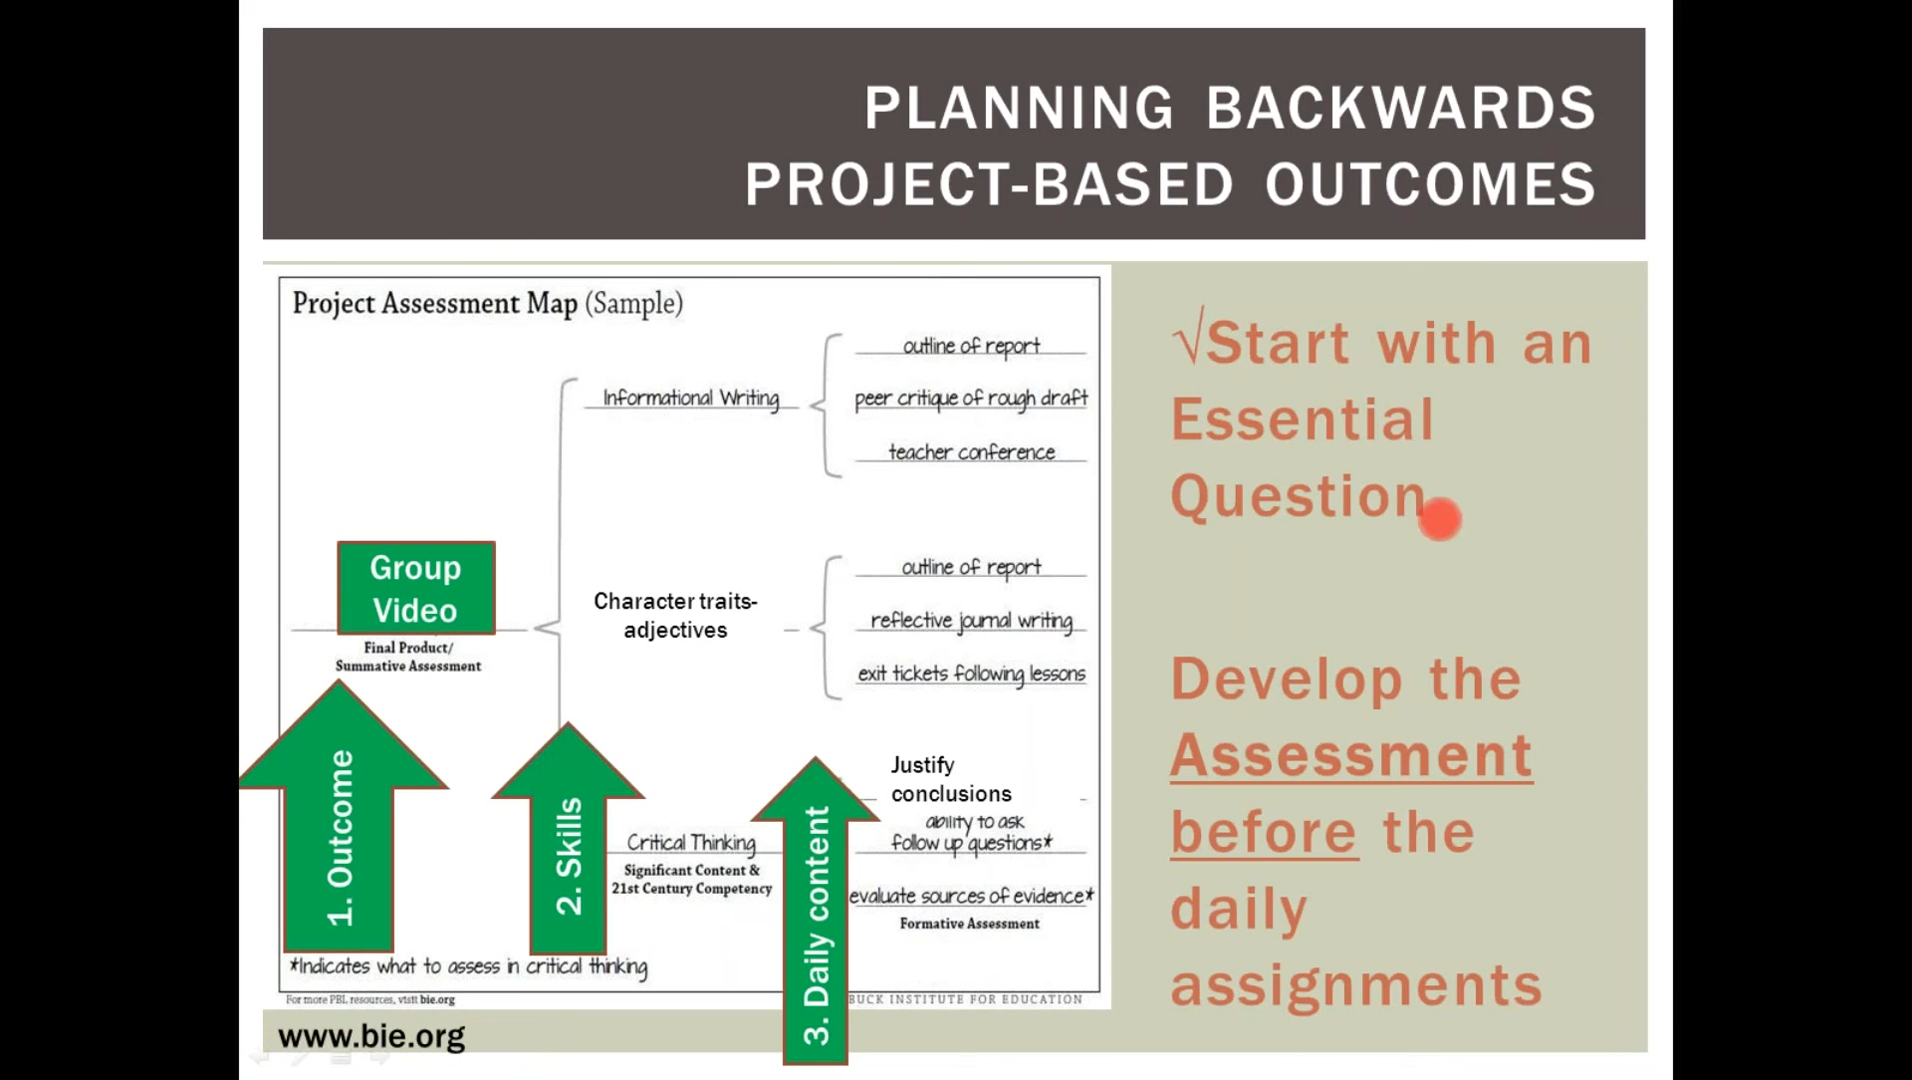 PLANNING BACKWARDS
PROJECT-BASED OUTCOMES
Project Assessment Map (Sample)
outline of report
Informational Writing
peer critique of rough draft
teacher conference
Group
Video
Final Product/
Summative Assessment
Character traits-
adjectives
outline of report
reflective journal writing
exit tickets following lessons
1. Outcome
2. Skills
3. Daily content
Justify
conclusions
ability to ask
follow up questions*
Critical Thinking
Significant Content &
21st Century Competency
evaluate sources of evidence*
Formative Assessment
*Indicates what to assess in critical thinking
For more PBL resources, visit bie.org
BUCK INSTITUTE FOR EDUCATION
www.bie.org
√Start with an
Essential
Question
Develop the
Assessment
before the
daily
assignments